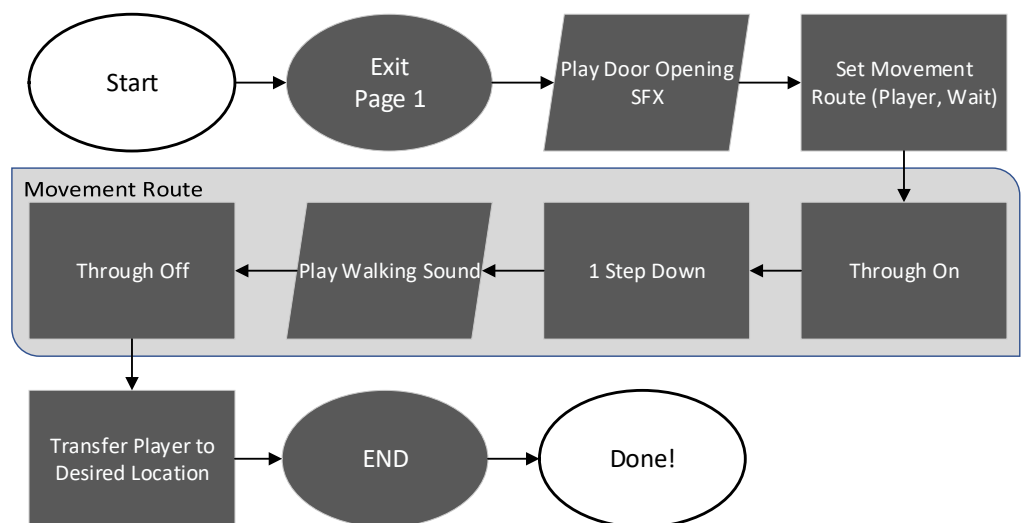 Start
Exit
Page 1
Play Door Opening
SFX
Set Movement
Route (Player, Wait)
Movement Route
Through On
1 Step Down
Play Walking Sound
Through Off
Transfer Player to
Desired Location
END
Done!